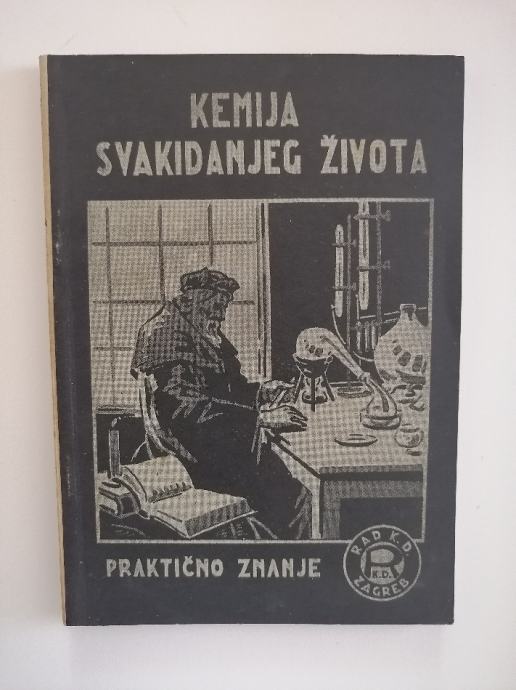 KEMIJA
SVAKIDANJEG ŽIVOTA
PRAKTIČNO ZNANJE
RAD K.D.
R
K.D.
ZAGREB